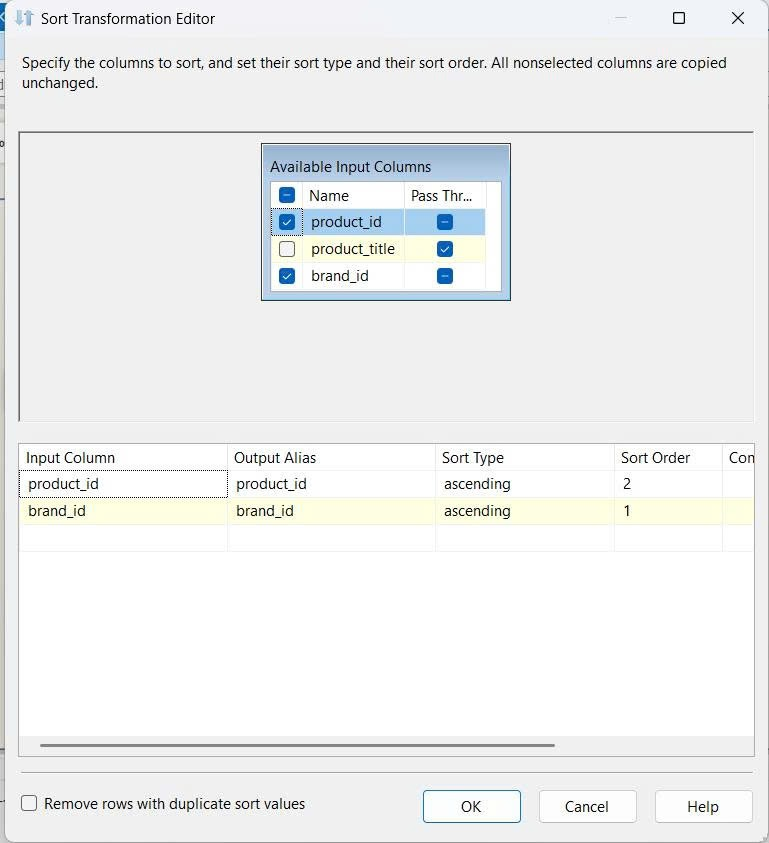 Sort Transformation Editor
Specify the columns to sort, and set their sort type and their sort order. All nonselected columns are copied
unchanged.
Available Input Columns
Name Pass Thr...
product_id
product_title
brand_id
Input Column Output Alias Sort Type Sort Order Con
product_id product_id ascending 2
brand_id brand_id ascending 1
Remove rows with duplicate sort values OK Cancel Help